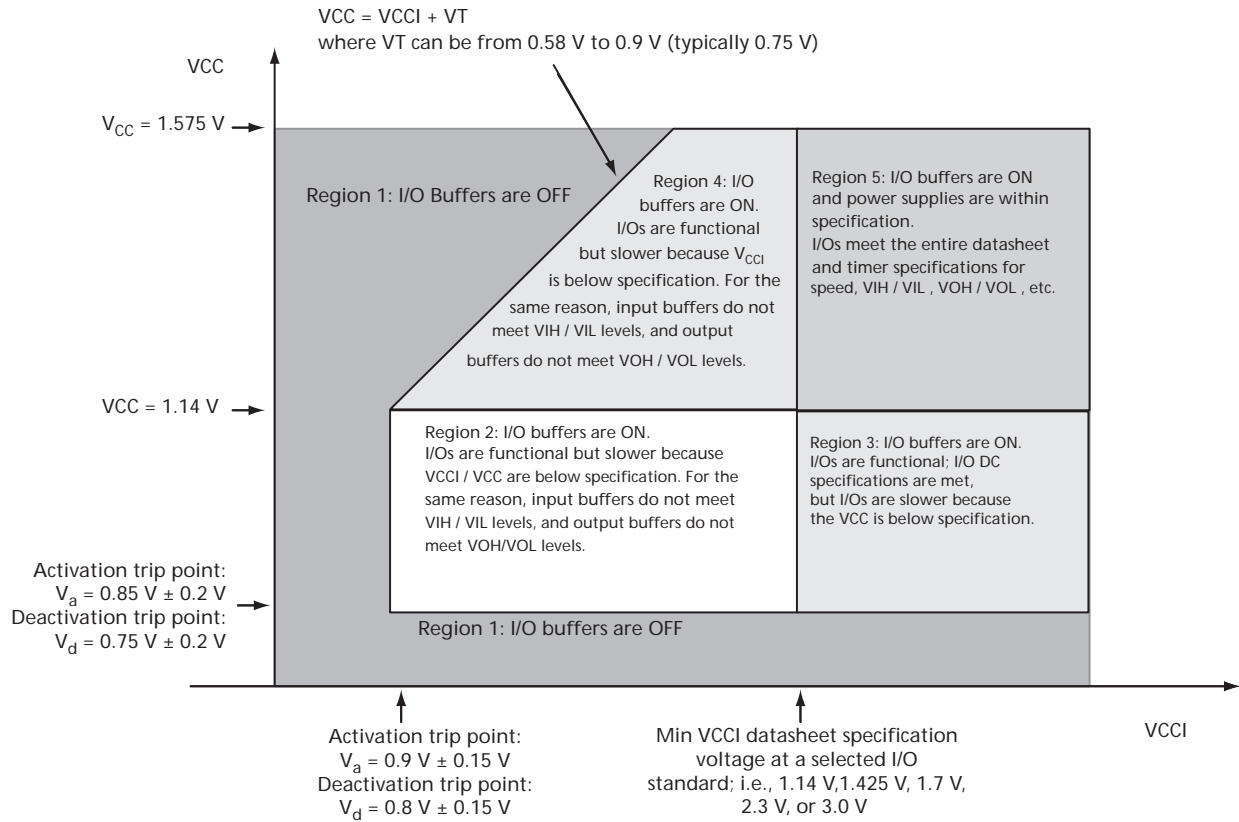 VCC = VCCI + VT
where VT can be from 0.58 V to 0.9 V (typically 0.75 V)
VCC
VCC = 1.575 V
Region 1: I/O Buffers are OFF
Region 4: I/O
buffers are ON.
I/Os are functional
but slower because VCCI
is below specification. For the
same reason, input buffers do not
meet VIH / VIL levels, and output
buffers do not meet VOH / VOL levels.
Region 5: I/O buffers are ON
and power supplies are within
specification.
I/Os meet the entire datasheet
and timer specifications for
speed, VIH / VIL , VOH / VOL , etc.
VCC = 1.14 V
Region 2: I/O buffers are ON.
I/Os are functional but slower because
VCCI / VCC are below specification. For the
same reason, input buffers do not meet
VIH / VIL levels, and output buffers do not
meet VOH/VOL levels.
Region 3: I/O buffers are ON.
I/Os are functional; I/O DC
specifications are met,
but I/Os are slower because
the VCC is below specification.
Activation trip point:
Va = 0.85 V ± 0.2 V
Deactivation trip point:
Vd = 0.75 V ± 0.2 V
Region 1: I/O buffers are OFF
Activation trip point:
Va = 0.9 V ± 0.15 V
Deactivation trip point:
Vd = 0.8 V ± 0.15 V
Min VCCI datasheet specification
voltage at a selected I/O
standard; i.e., 1.14 V,1.425 V, 1.7 V,
2.3 V, or 3.0 V
VCCI